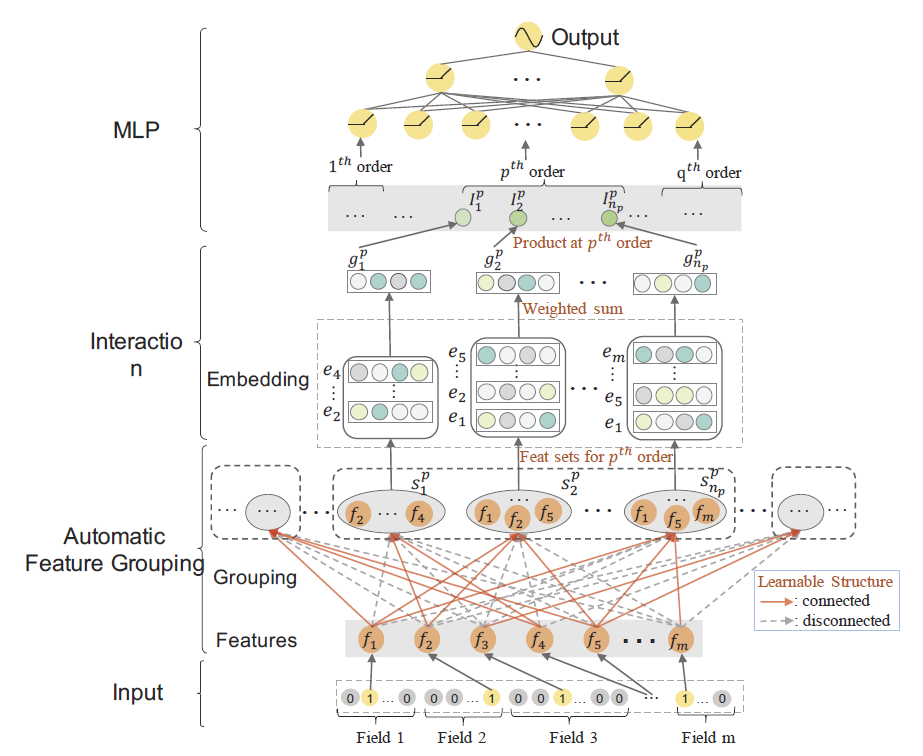 Output
. . .
MLP
. . .
1^th order
p^th order
q^th order
I_1^p
I_2^p
I_{n_p}^p
... ... ... ... ...
Product at p^th order
g_1^p
g_2^p
g_{n_p}^p
. . .
Weighted sum
Interactio
n
Embedding
e_4
⋮
e_2
e_5
⋮
e_2
e_1
. . .
e_m
⋮
e_5
e_1
Feat sets for p^th order
s_1^p
s_2^p
s_{n_p}^p
... ... ...
f_2 ... f_4
f_1 ... f_2 f_5
. . .
f_1 ... f_5 f_m
... ... ...
Automatic
Feature Grouping
Grouping
Learnable Structure
: connected
: disconnected
Features
f_1 f_2 f_3 f_4 f_5 ... f_m
Input
0 1 ... 0 0 0 ... 1 0 0 1 ... 0 0 ... 1 ... 0
Field 1
Field 2
Field 3
Field m